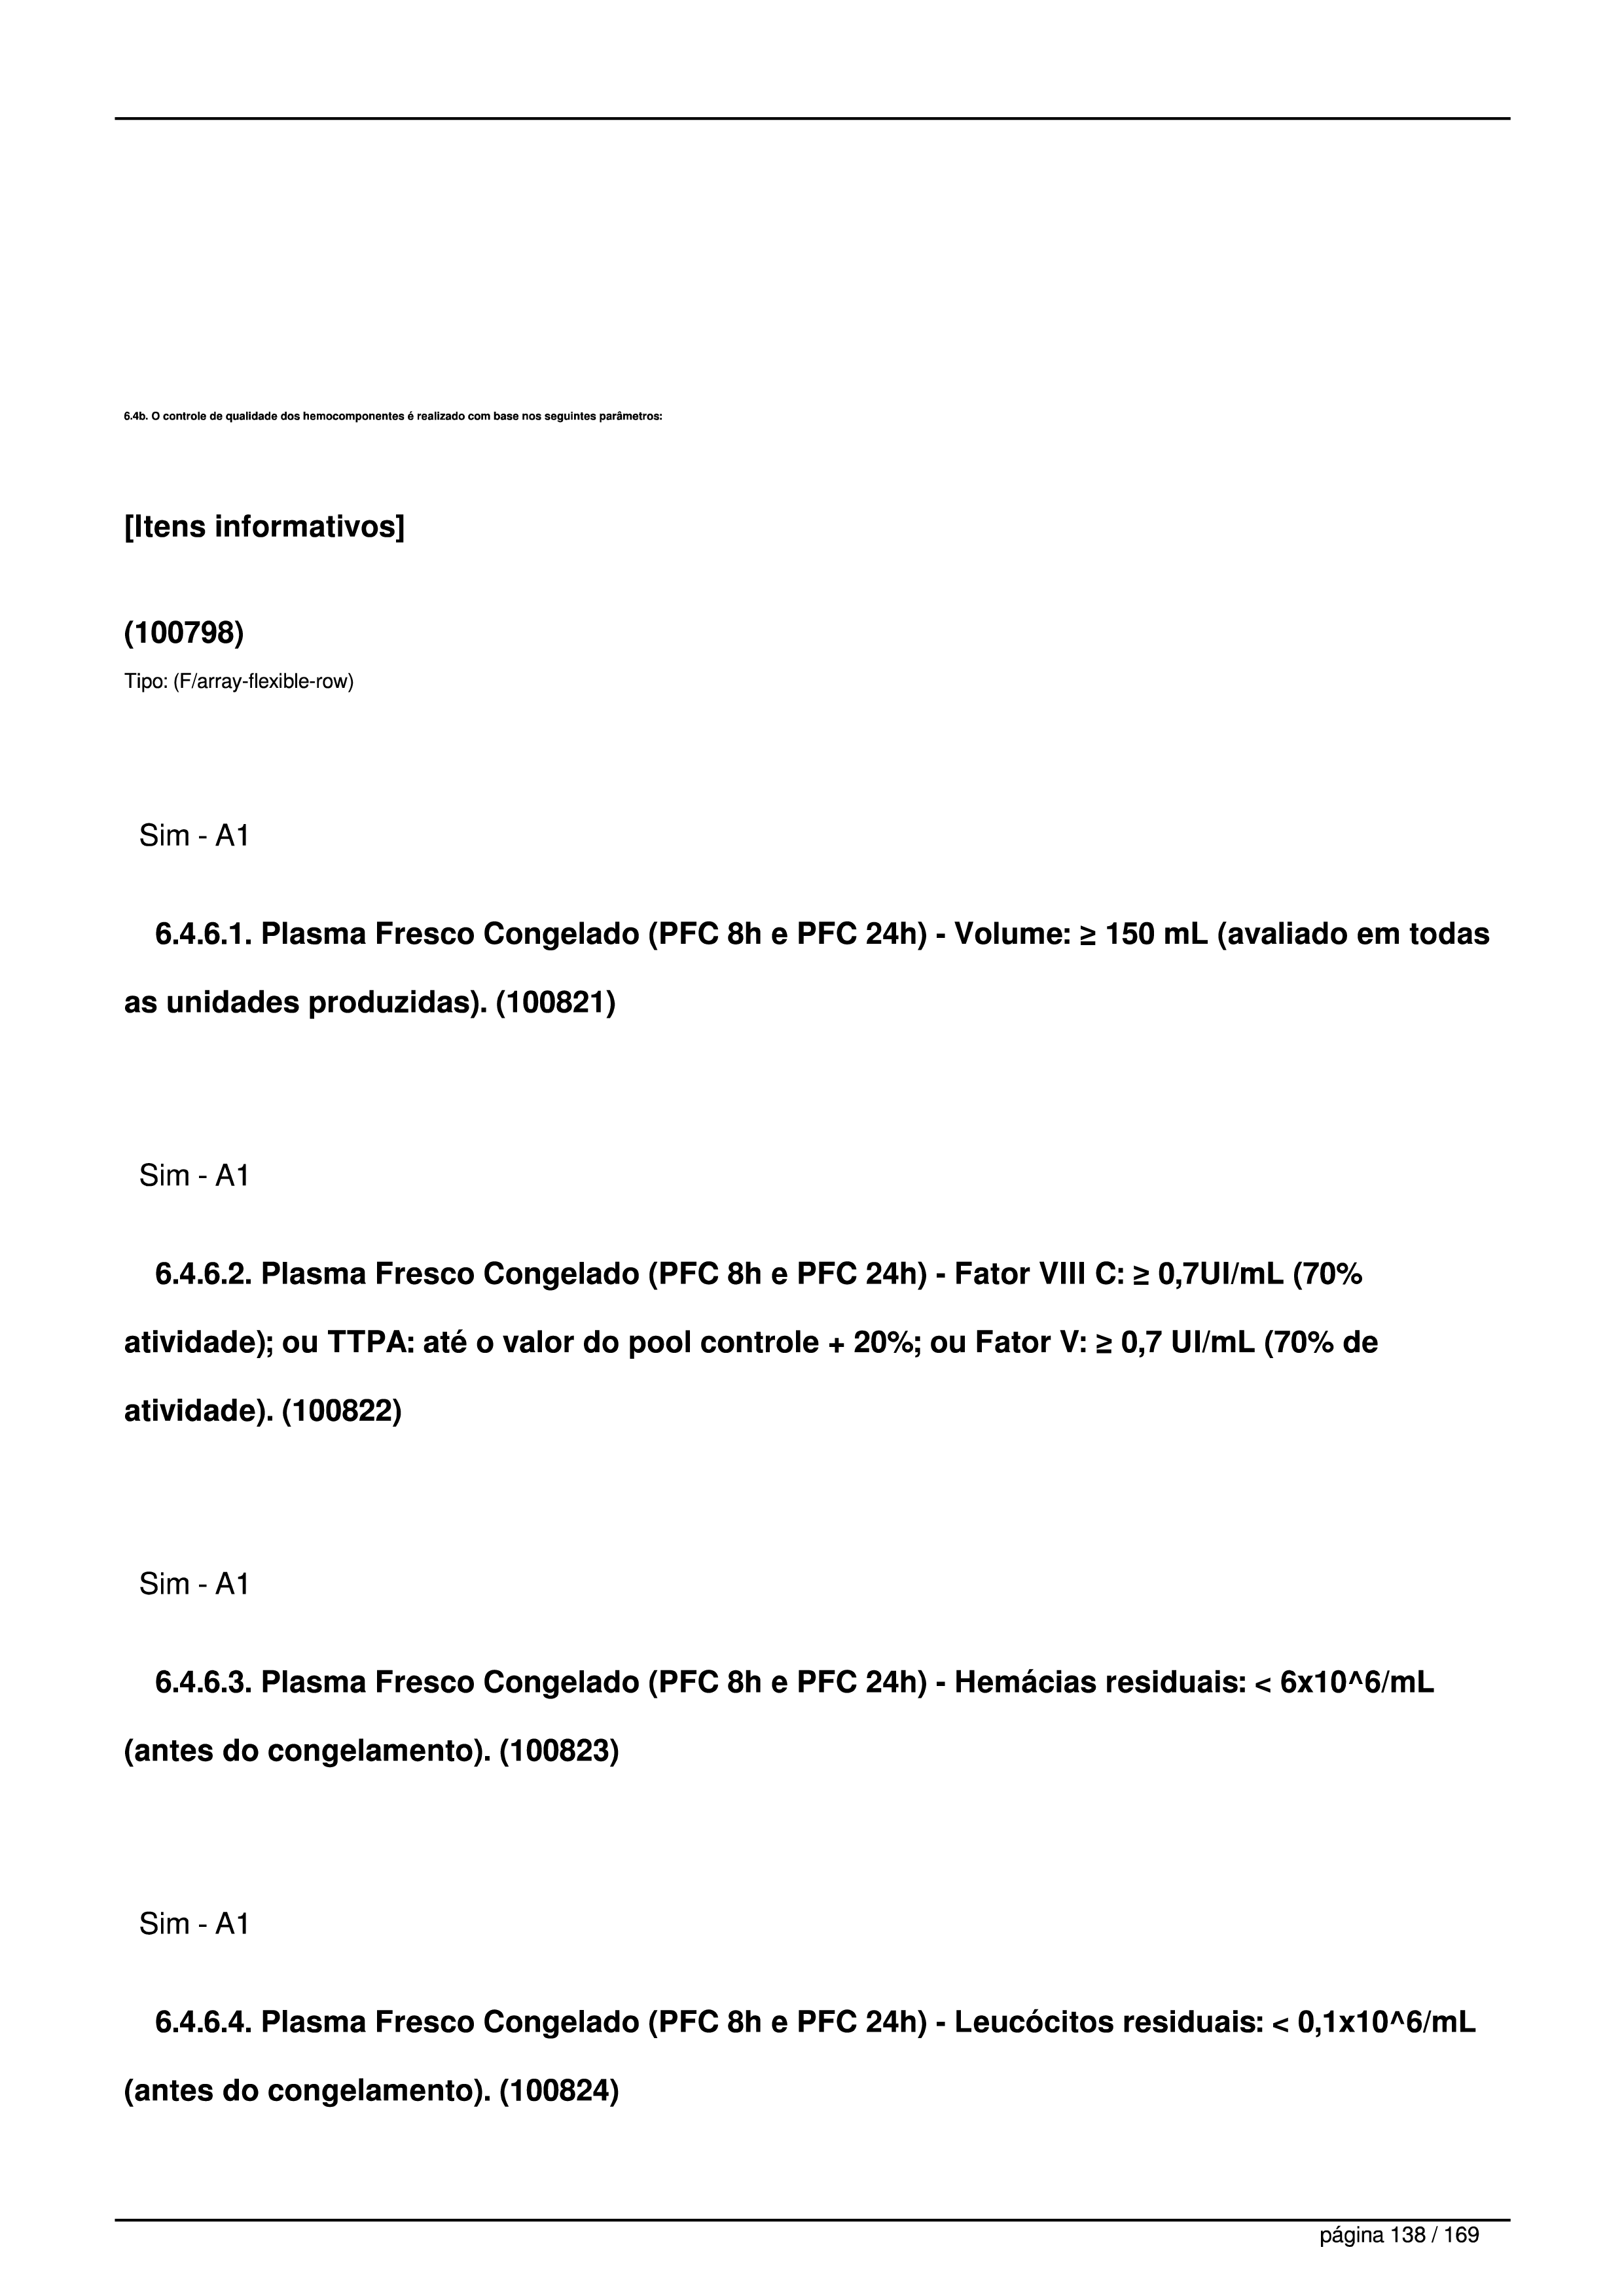 6.4b. O controle de qualidade dos hemocomponentes é realizado com base nos seguintes parâmetros:
[Itens informativos]
(100798)
Tipo: (F/array-flexible-row)
Sim - A1
6.4.6.1. Plasma Fresco Congelado (PFC 8h e PFC 24h) - Volume: ≥ 150 mL (avaliado em todas
as unidades produzidas). (100821)
Sim - A1
6.4.6.2. Plasma Fresco Congelado (PFC 8h e PFC 24h) - Fator VIII C: ≥ 0,7UI/mL (70%
atividade); ou TTPA: até o valor do pool controle + 20%; ou Fator V: ≥ 0,7 UI/mL (70% de
atividade). (100822)
Sim - A1
6.4.6.3. Plasma Fresco Congelado (PFC 8h e PFC 24h) - Hemácias residuais: < 6x10^6/mL
(antes do congelamento). (100823)
Sim - A1
6.4.6.4. Plasma Fresco Congelado (PFC 8h e PFC 24h) - Leucócitos residuais: < 0,1x10^6/mL
(antes do congelamento). (100824)
página 138 / 169